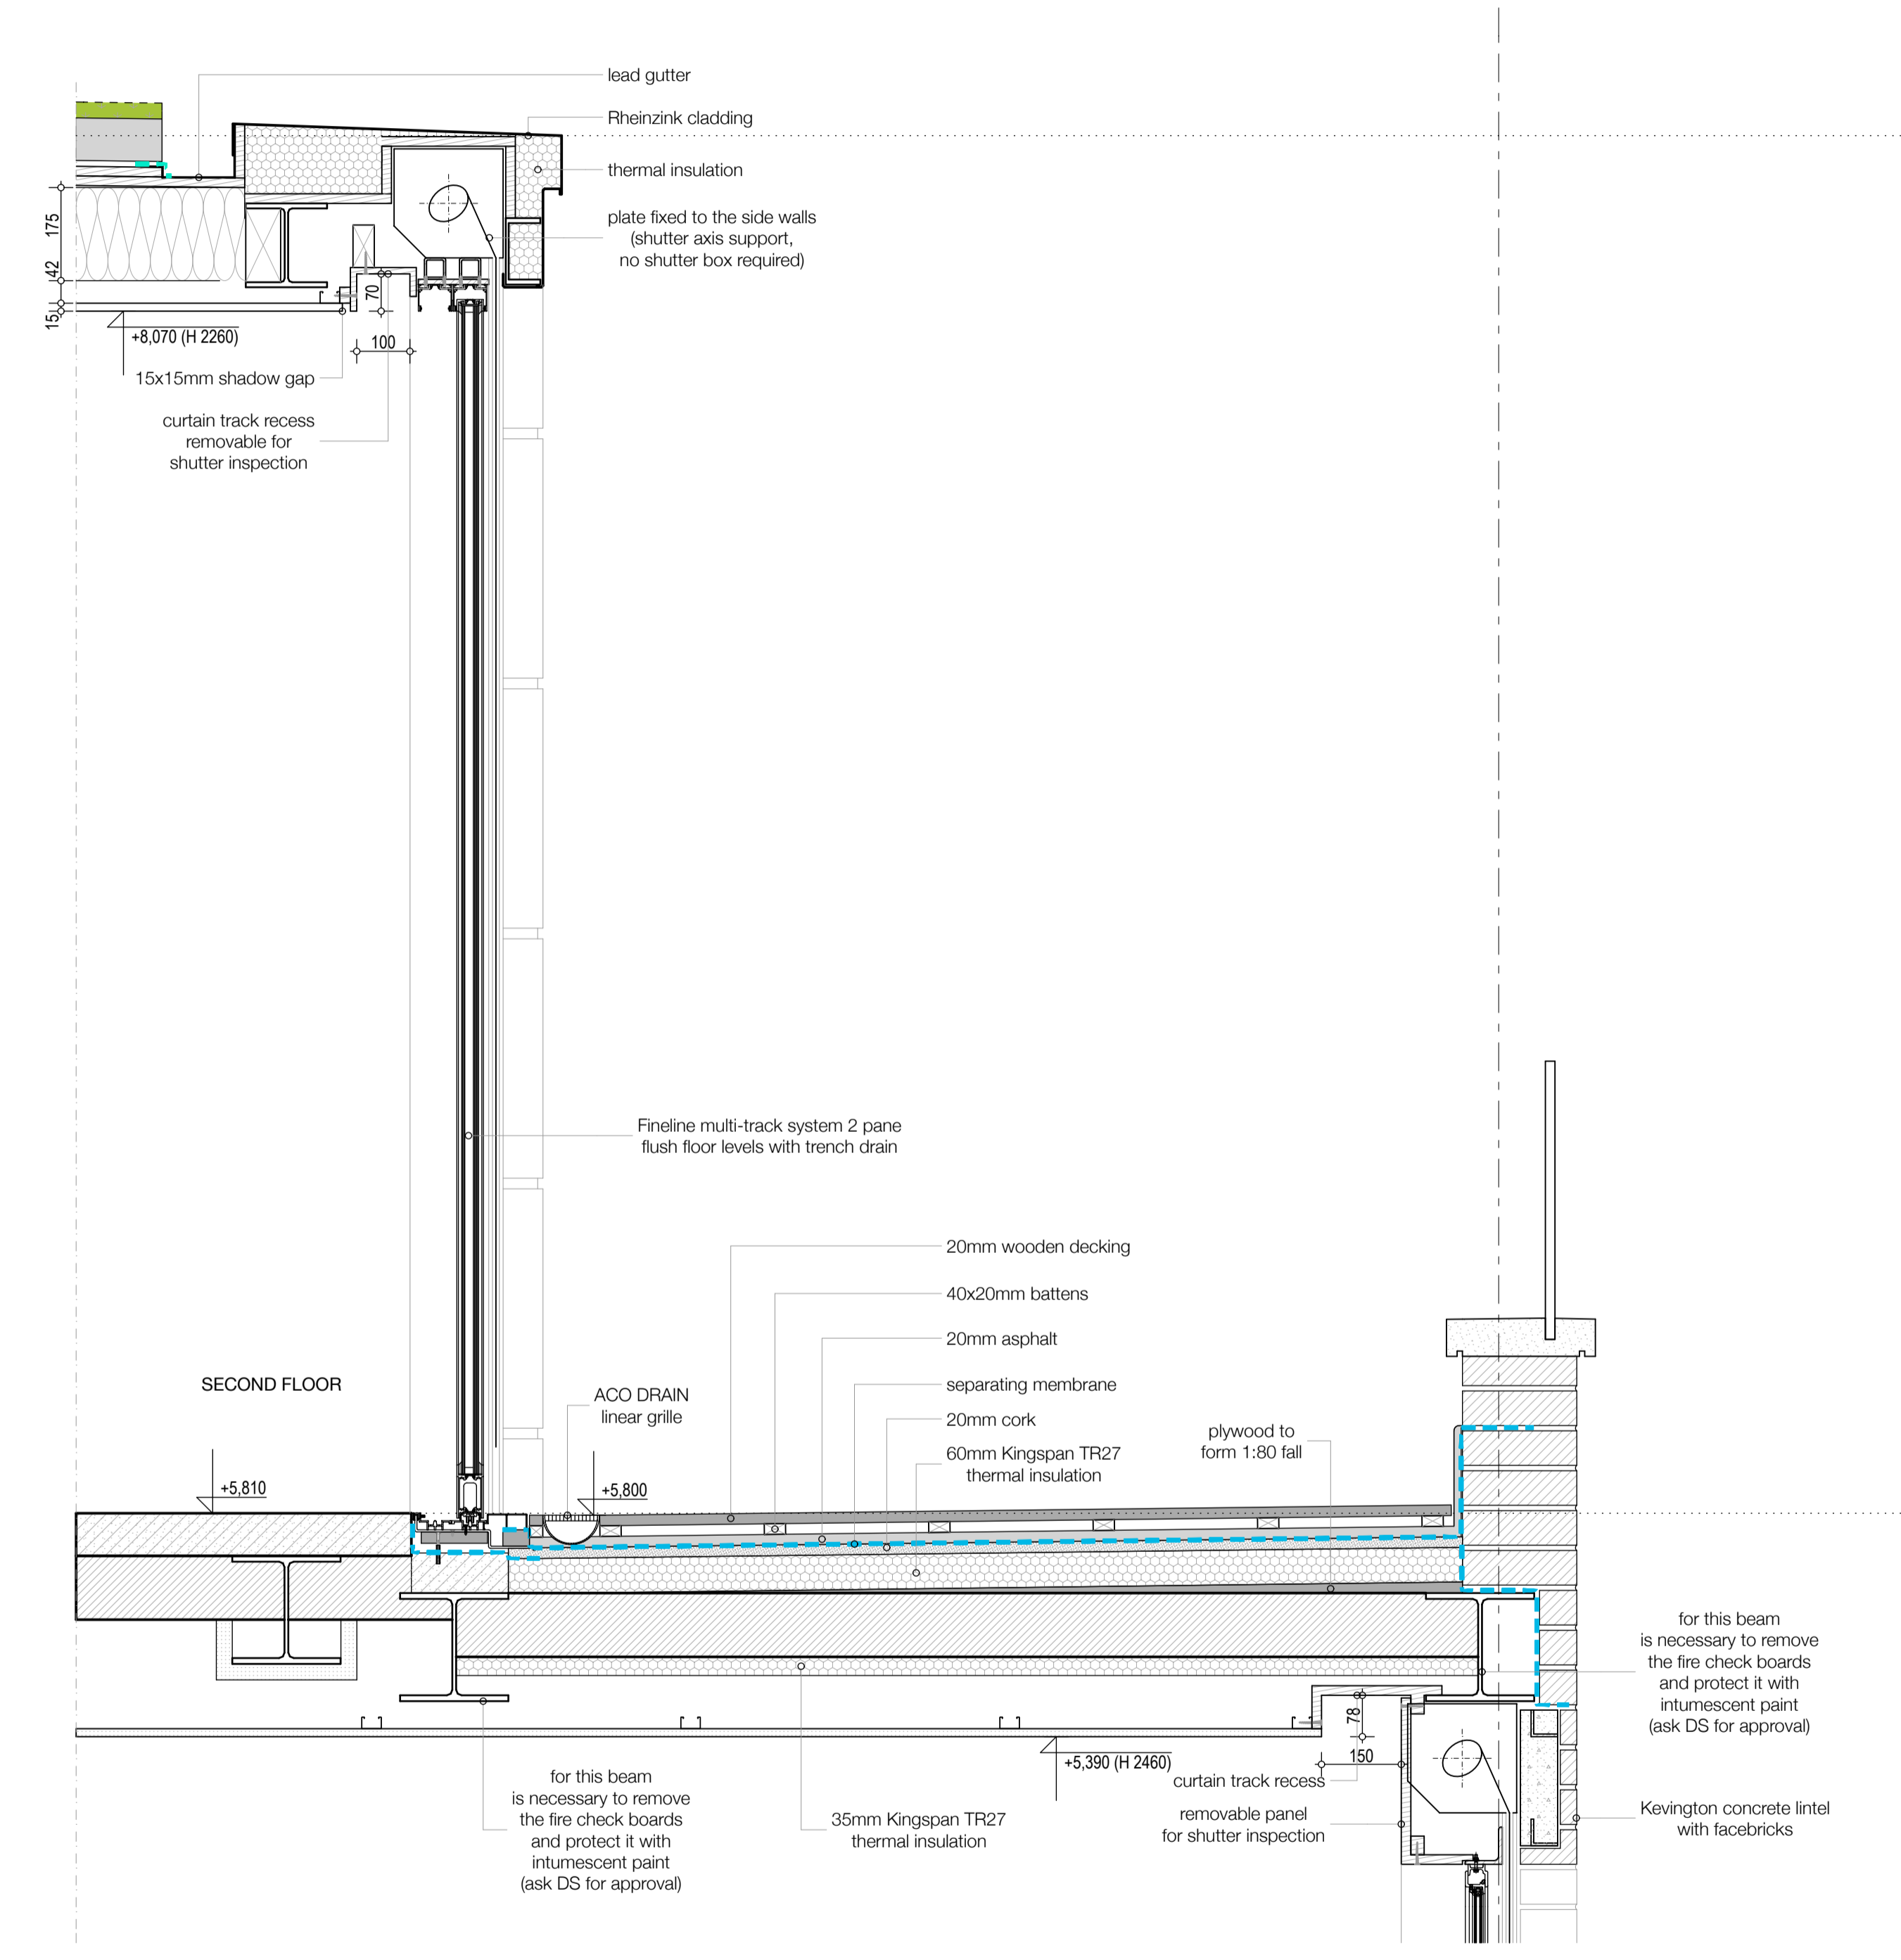 lead gutter
Rheinzink cladding
thermal insulation
plate fixed to the side walls
(shutter axis support,
no shutter box required)
175
42
15
70
100
+8,070 (H 2260)
15x15mm shadow gap
curtain track recess
removable for
shutter inspection
Fineline multi-track system 2 pane
flush floor levels with trench drain
20mm wooden decking
40x20mm battens
20mm asphalt
separating membrane
20mm cork
60mm Kingspan TR27
thermal insulation
SECOND FLOOR
ACO DRAIN
linear grille
plywood to
form 1:80 fall
+5,810
+5,800
for this beam
is necessary to remove
the fire check boards
and protect it with
intumescent paint
(ask DS for approval)
78
150
+5,390 (H 2460)
curtain track recess
removable panel
for shutter inspection
for this beam
is necessary to remove
the fire check boards
and protect it with
intumescent paint
(ask DS for approval)
35mm Kingspan TR27
thermal insulation
Kevington concrete lintel
with facebricks